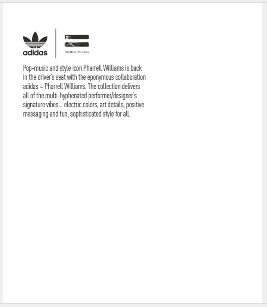 adidas
Pop-music and style icon Pharrell Williams is back
in the driver's seat with the eponymous collaboration
adidas = Pharrell Williams. The collection delivers
all of the multi-hyphenated performer/designer's
signature vibes... electric colors, art details, positive
messaging and fun, sophisticated style for all.